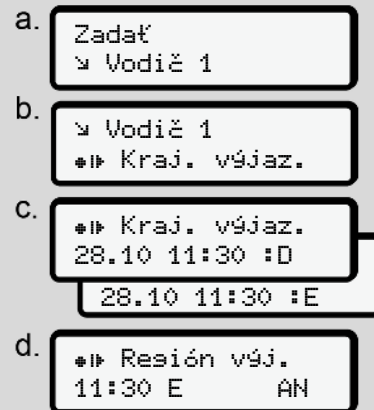 a.
Zadať
↘ Vodič 1
b.
↘ Vodič 1
●I▶ Kraj. výjaz.
c.
●I▶ Kraj. výjaz.
28.10 11:30 :D
28.10 11:30 :E
d.
●I▶ Región výj.
11:30 E AN